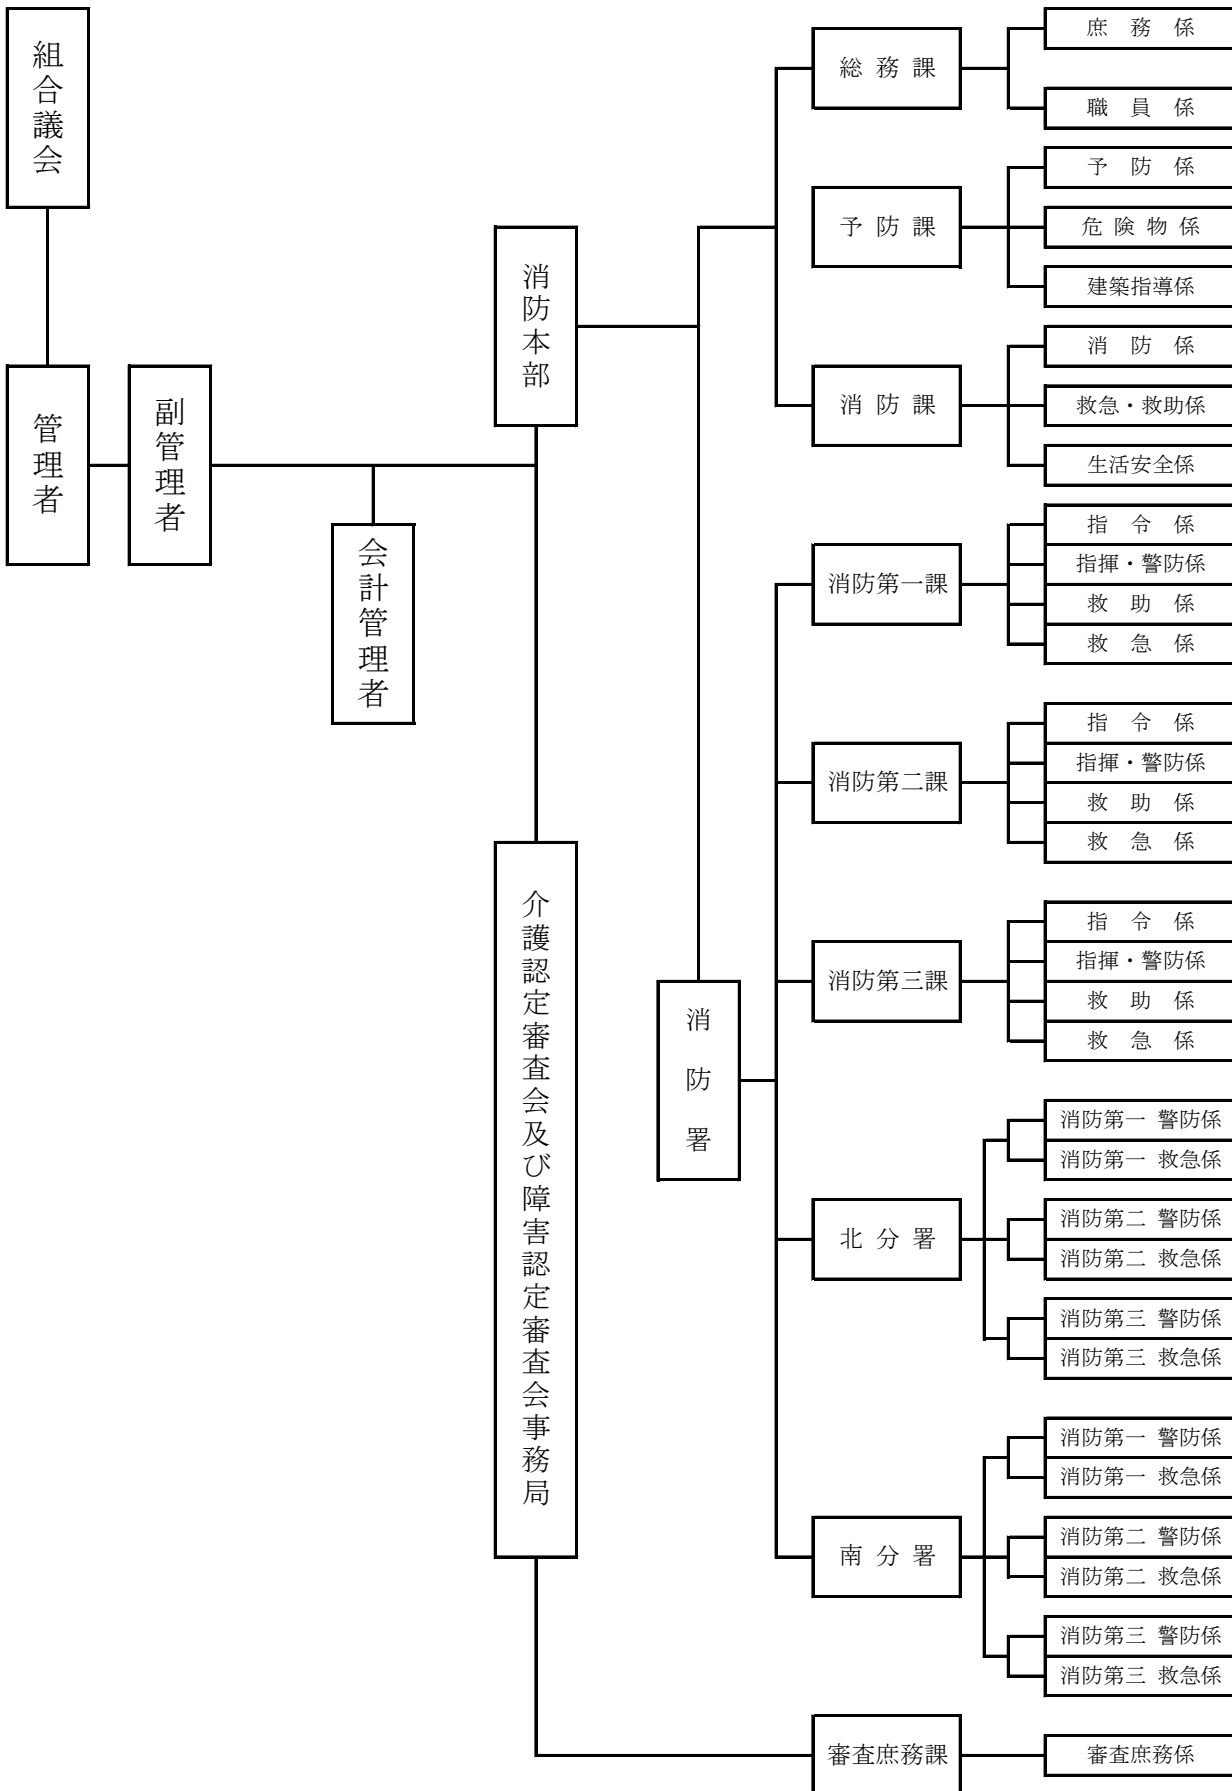 組合議会
管理者
副管理者
会計管理者
消防本部
総務課
庶務係
職員係
予防課
予防係
危険物係
建築指導係
消防課
消防係
救急・救助係
生活安全係
消防署
消防第一課
指令係
指揮・警防係
救助係
救急係
消防第二課
指令係
指揮・警防係
救助係
救急係
消防第三課
指令係
指揮・警防係
救助係
救急係
北分署
消防第一 警防係
消防第一 救急係
消防第二 警防係
消防第二 救急係
消防第三 警防係
消防第三 救急係
南分署
消防第一 警防係
消防第一 救急係
消防第二 警防係
消防第二 救急係
消防第三 警防係
消防第三 救急係
介護認定審査会及び障害認定審査会事務局
審査庶務課
審査庶務係